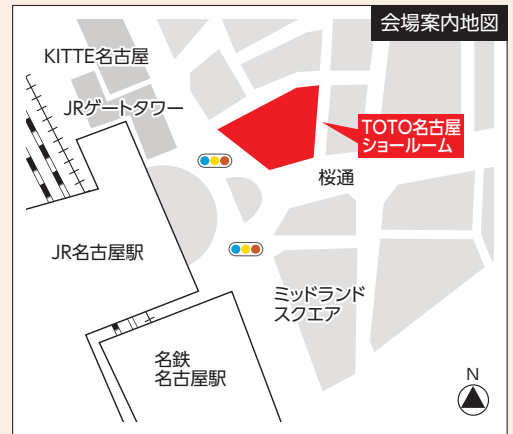 会場案内地図
KITTE名古屋
JRゲートタワー
TOTO名古屋
ショールーム
桜通
JR名古屋駅
ミッドランド
スクエア
名鉄
名古屋駅
N